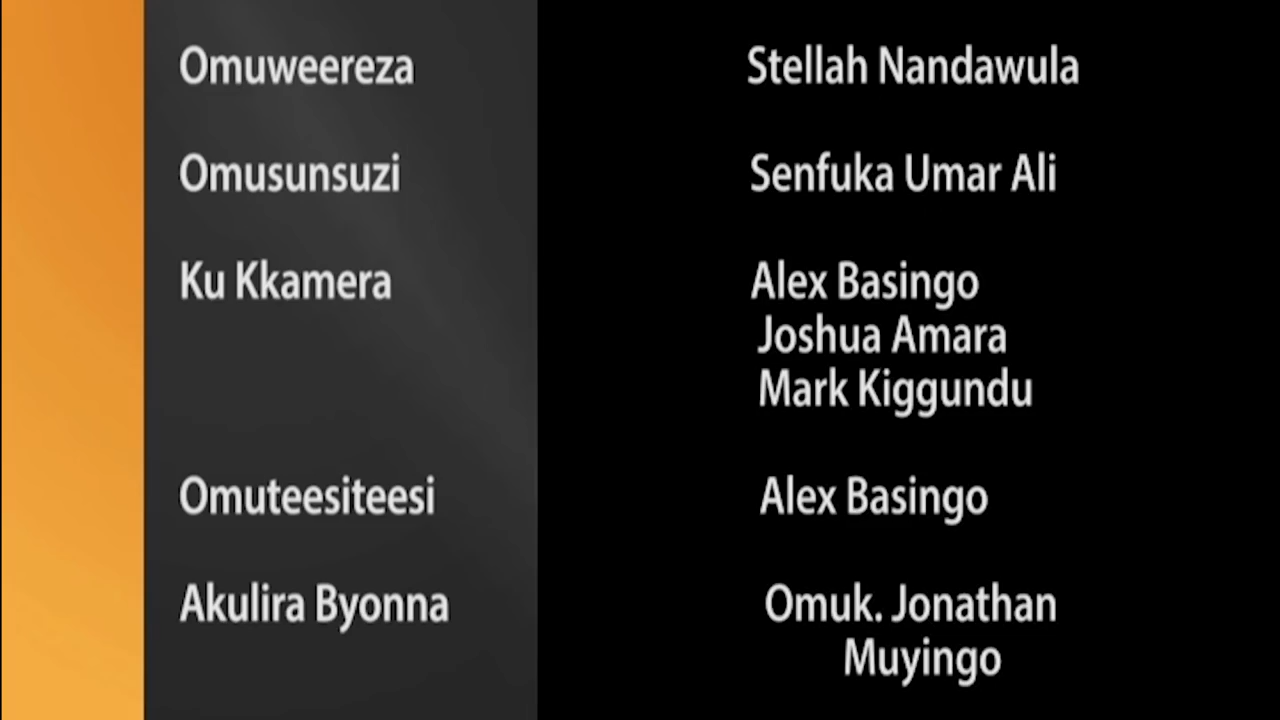 Omuweereza Stellah Nandawula
Omusunsuzi Senfuka Umar Ali
Ku Kkamera Alex Basingo
Joshua Amara
Mark Kiggundu
Omuteesiteesi Alex Basingo
Akulira Byonna Omuk. Jonathan
Muyingo